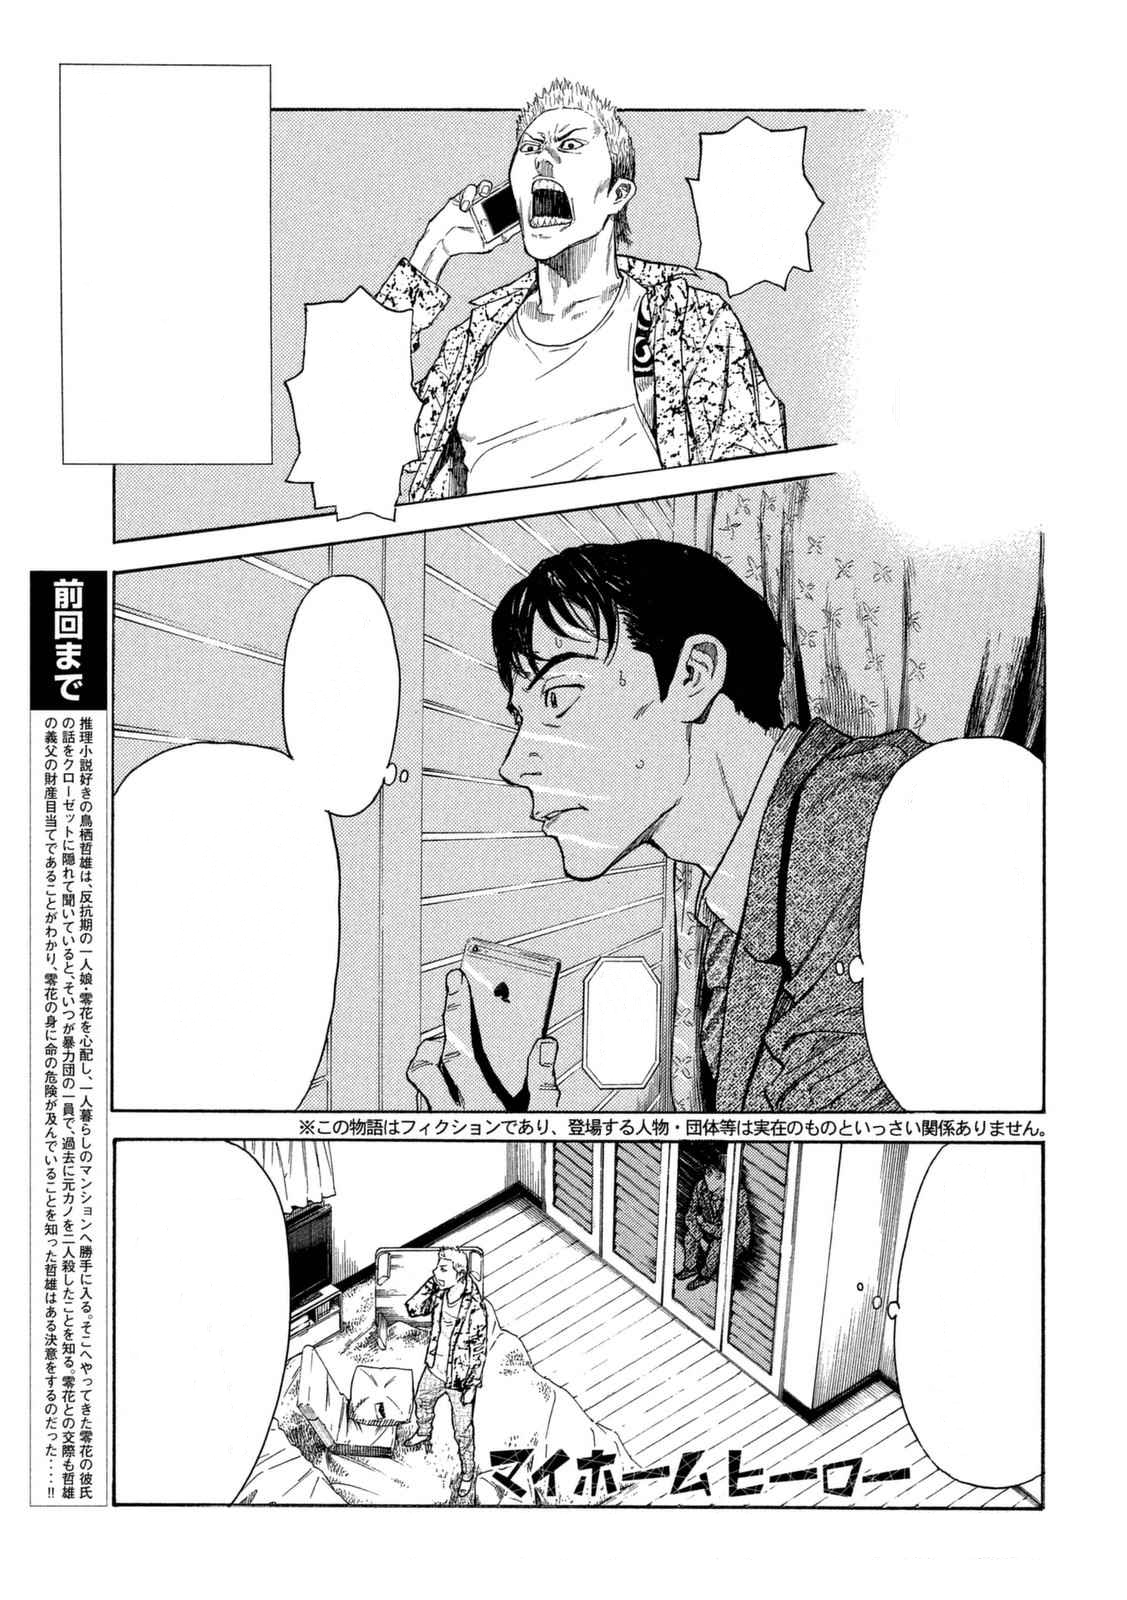 ※この物語はフィクションであり、登場する人物・団体等は実在のものといっさい関係ありません。
マイホームヒーロー
前回まで
推理小説好きの鳥栖哲雄は、反抗期の一人娘・零花を心配し、一人暮らしのマンションへ勝手に入る。そこへやってきた零花の彼氏
の話をクローゼットに隠れて聞いていると、そいつが暴力団の一員で、過去に元カノを二人殺したことを知る。零花との交際も哲雄
の義父の財産目当てであることがわかり、零花の身に命の危険が及んでいることを知った哲雄はある決意をするのだった‥‥!!